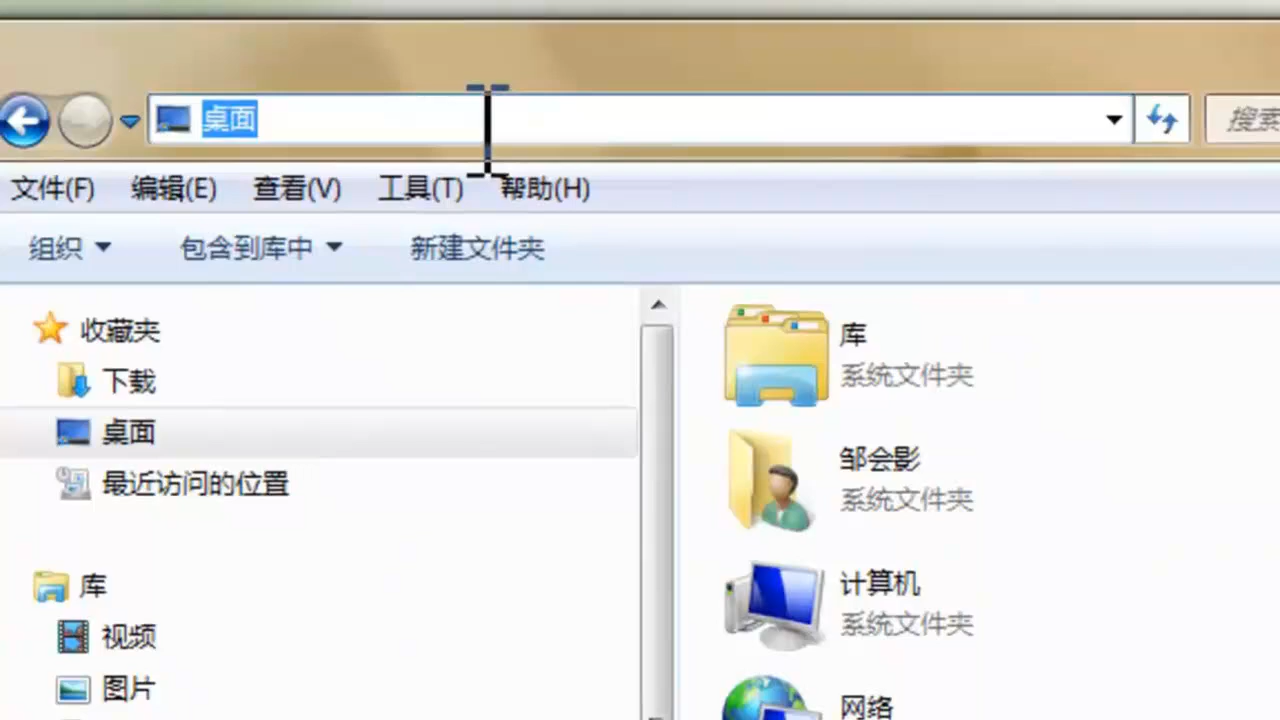 桌面
搜索
文件(F) 编辑(E) 查看(V) 工具(T) 帮助(H)
组织 包含到库中 新建文件夹
收藏夹
下载
桌面
最近访问的位置
库
视频
图片
库
系统文件夹
邹会影
系统文件夹
计算机
系统文件夹
网络